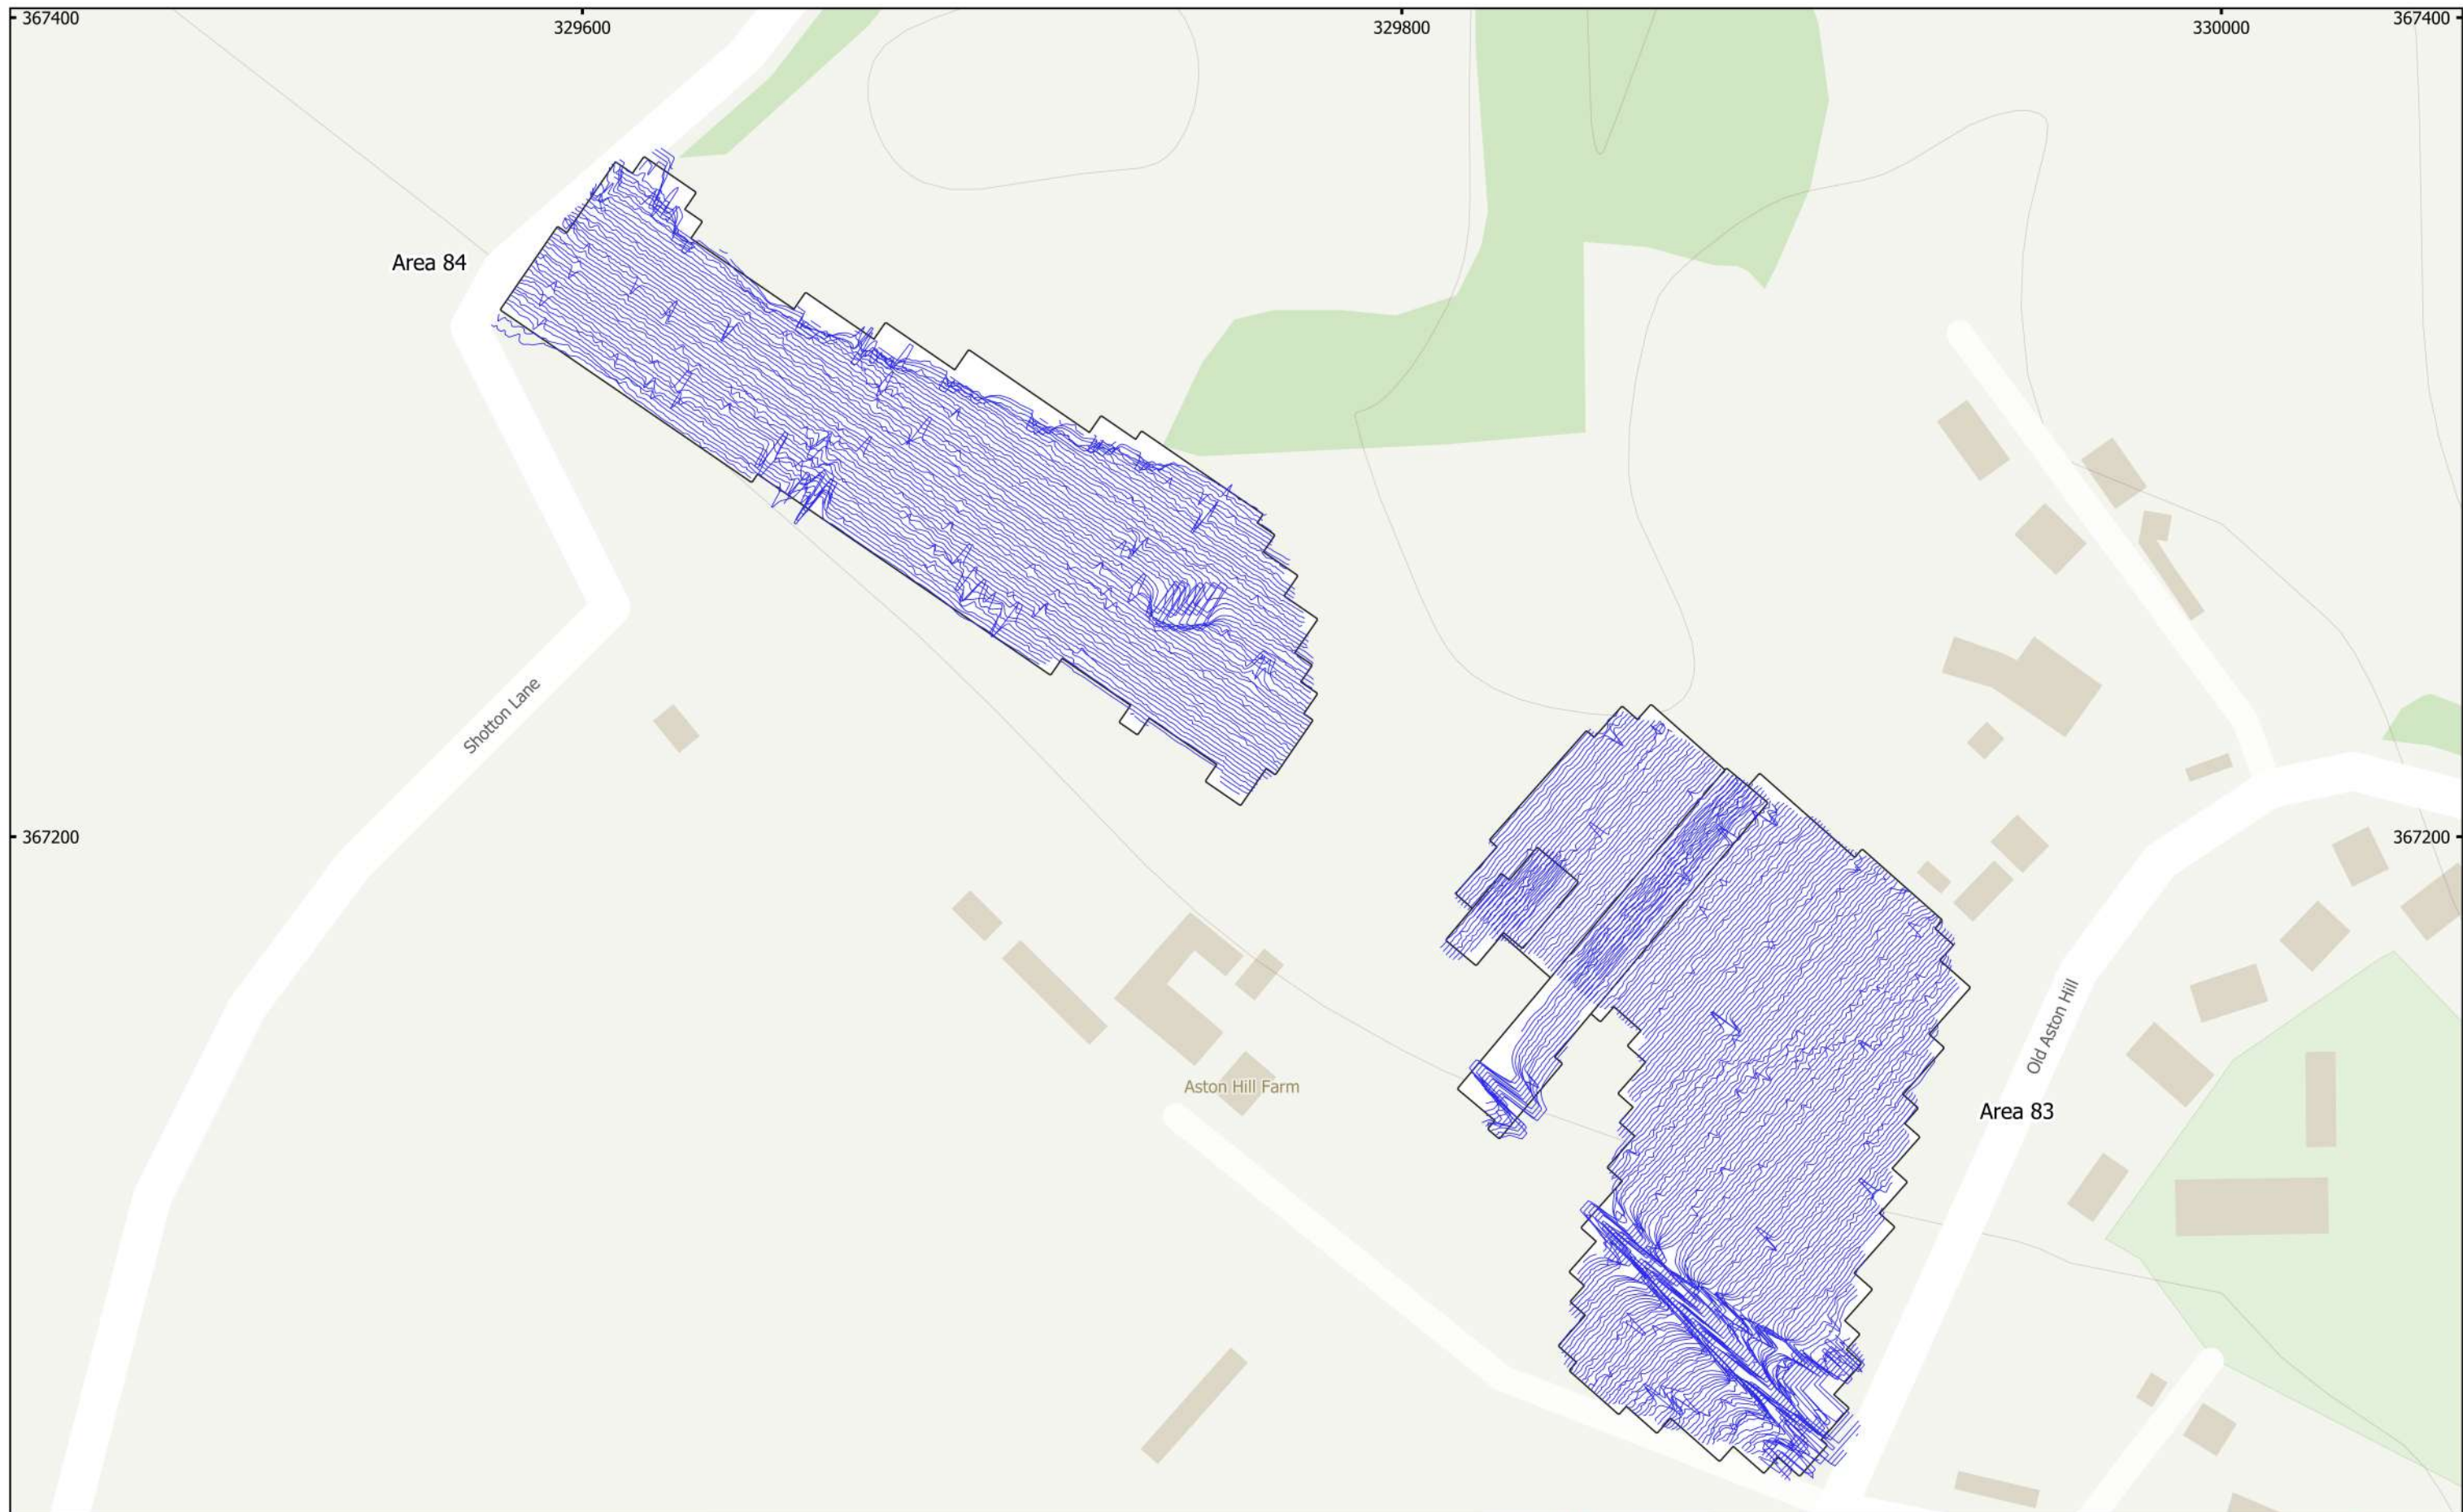 367400
329600
329800
330000
367400
Area 84
Shotton Lane
367200
367200
Old Aston Hill
Aston Hill Farm
Area 83